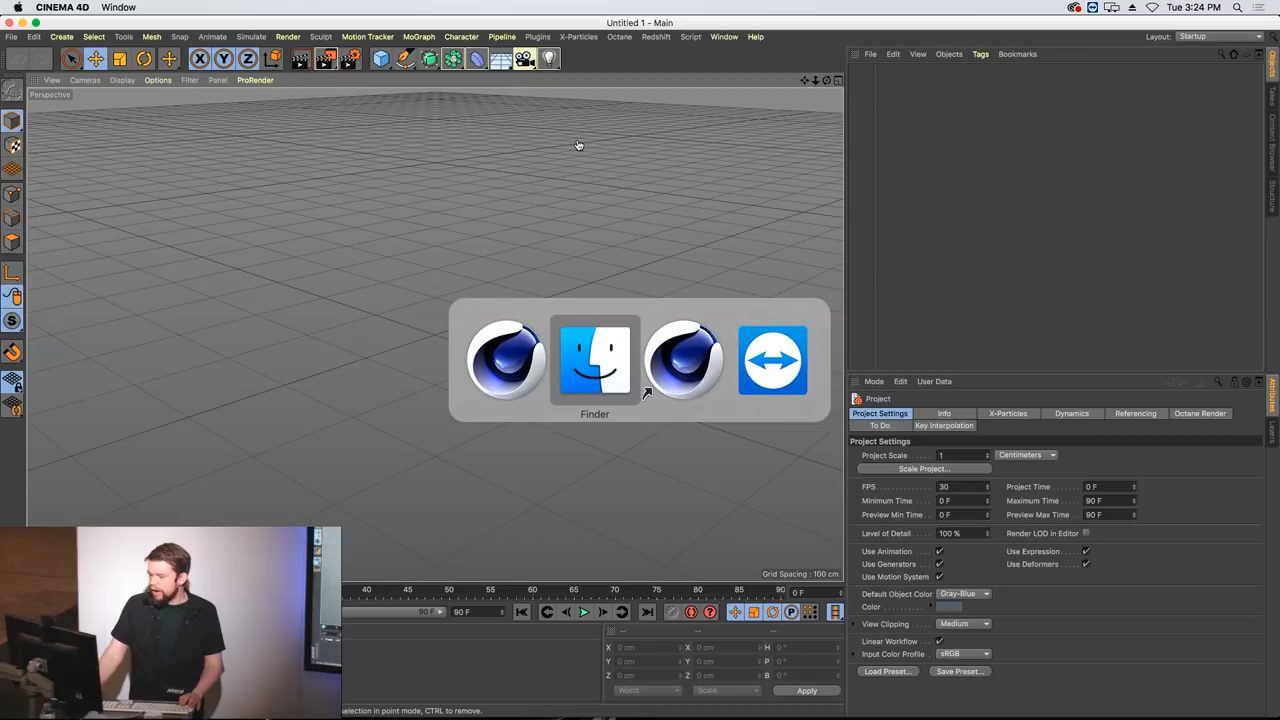 CINEMA 4D Window
Tue 3:24 PM
Untitled 1 - Main
File Edit Create Select Tools Mesh Snap Animate Simulate Render Sculpt Motion Tracker MoGraph Character Pipeline Plugins X-Particles Octane Redshift Script Window Help
Layout: Startup
X Y Z
View Cameras Display Options Filter Panel ProRender
File Edit View Objects Tags Bookmarks
Perspective
Objects
Takes
Content Browser
Structure
Finder
Mode Edit User Data
Project
Project Settings Info X-Particles Dynamics Referencing Octane Render
To Do Key Interpolation
Attributes
Layers
Project Settings
Project Scale 1 Centimeters
Scale Project...
FPS 30 Project Time 0 F
Minimum Time 0 F Maximum Time 90 F
Preview Min Time 0 F Preview Max Time 90 F
Level of Detail 100 % Render LOD in Editor
Use Animation Use Expression
Use Generators Use Deformers
Use Motion System
Default Object Color Gray-Blue
Color
View Clipping Medium
Linear Workflow
Input Color Profile sRGB
Load Preset... Save Preset...
Grid Spacing : 100 cm
40 45 50 55 60 65 70 75 80 85 90 0 F
90 F 90 F
P
-- -- --
X 0 cm X 0 cm H 0 °
Y 0 cm Y 0 cm P 0 °
Z 0 cm Z 0 cm B 0 °
World Scale Apply
selection in point mode, CTRL to remove.